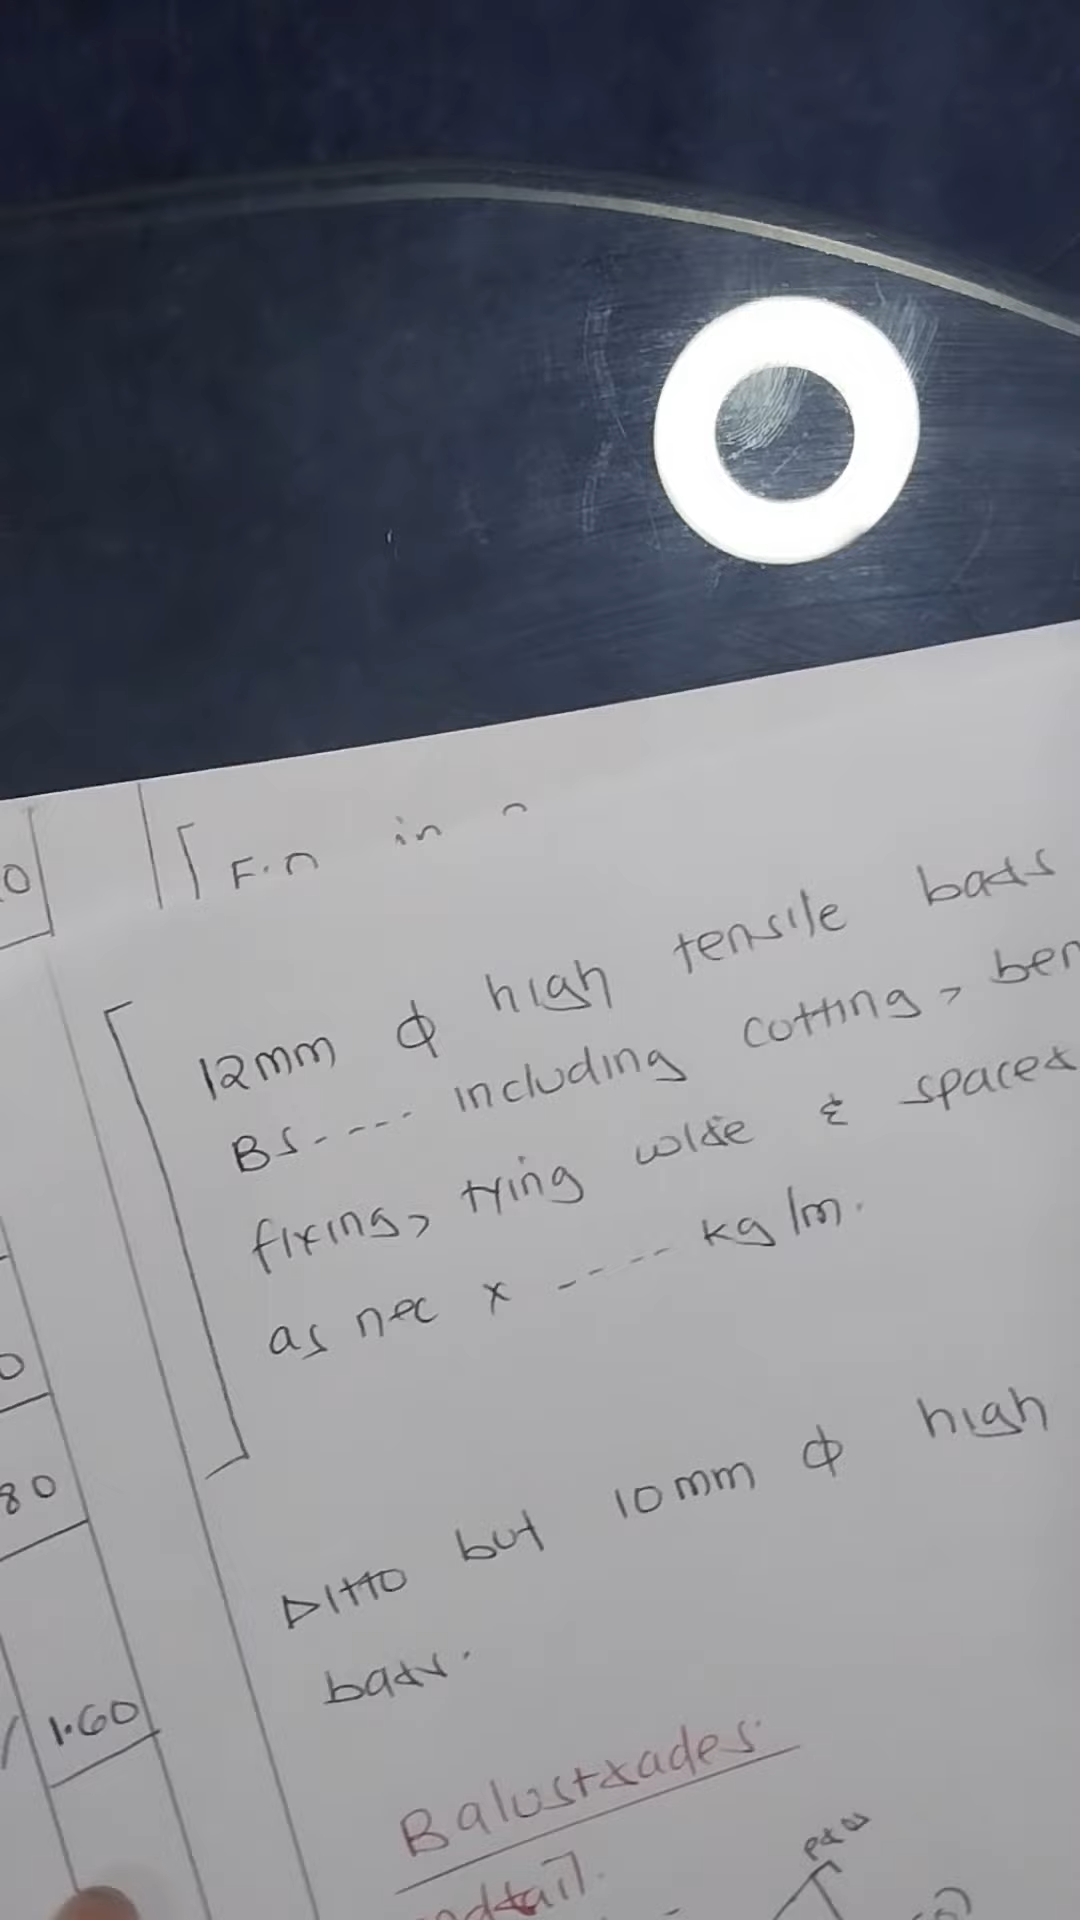 0
F.n in
12mm ϕ high tensile bars
BS---- including cutting, ben
fixing, tying wire & spacer
as nec x ---- kg/m.
0
80
Ditto but 10mm ϕ high
bars.
1.60
Balustrades.